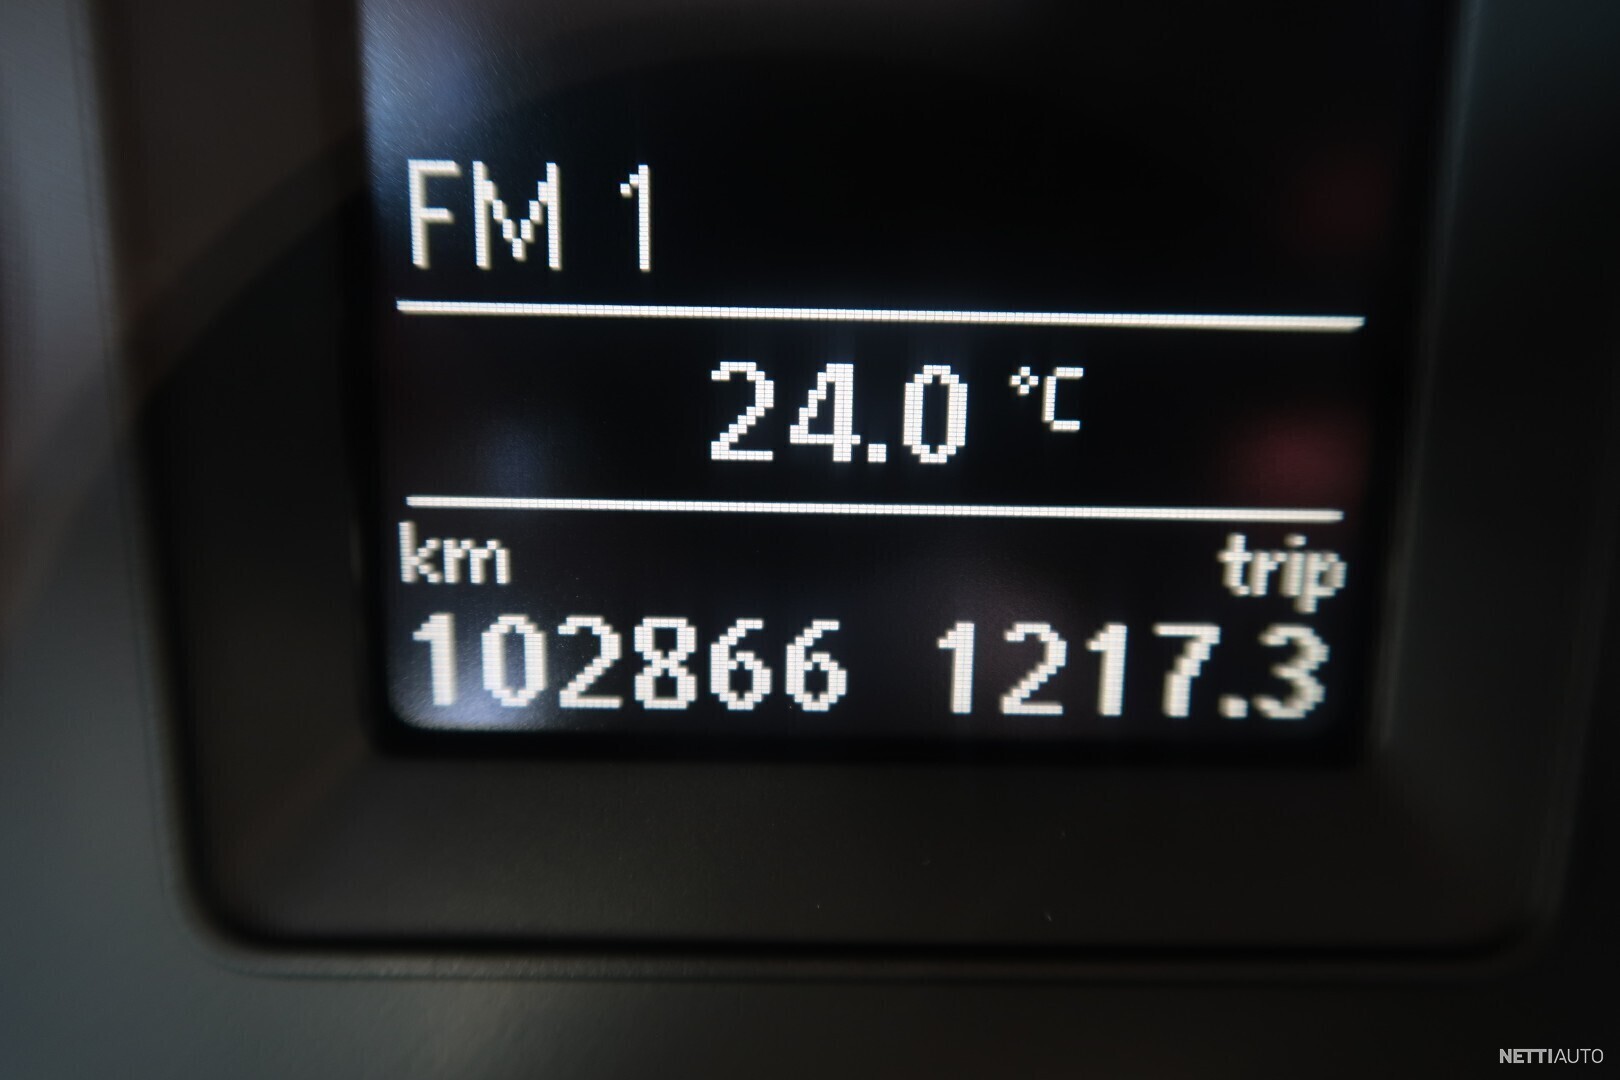 FM 1
24.0 °C
km trip
102866 1217.3
NETTIAUTO